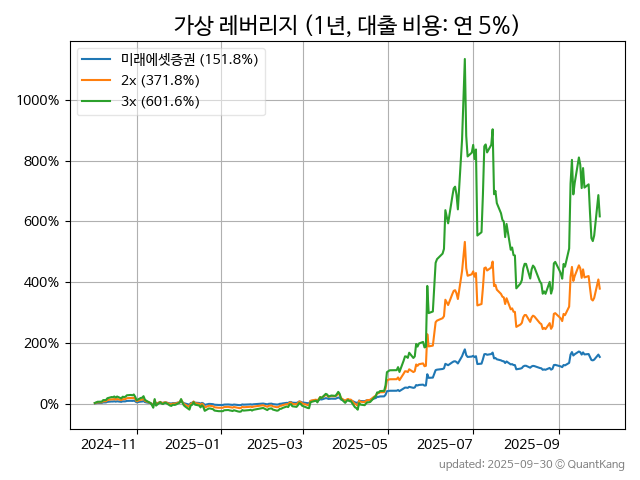 가상 레버리지 (1년, 대출 비용: 연 5%)
미래에셋증권 (151.8%)
2x (371.8%)
3x (601.6%)
1000%
800%
600%
400%
200%
0%
2024-11
2025-01
2025-03
2025-05
2025-07
2025-09
updated: 2025-09-30 © QuantKang